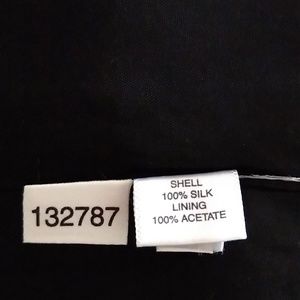 132787
SHELL
100% SILK
LINING
100% ACETATE